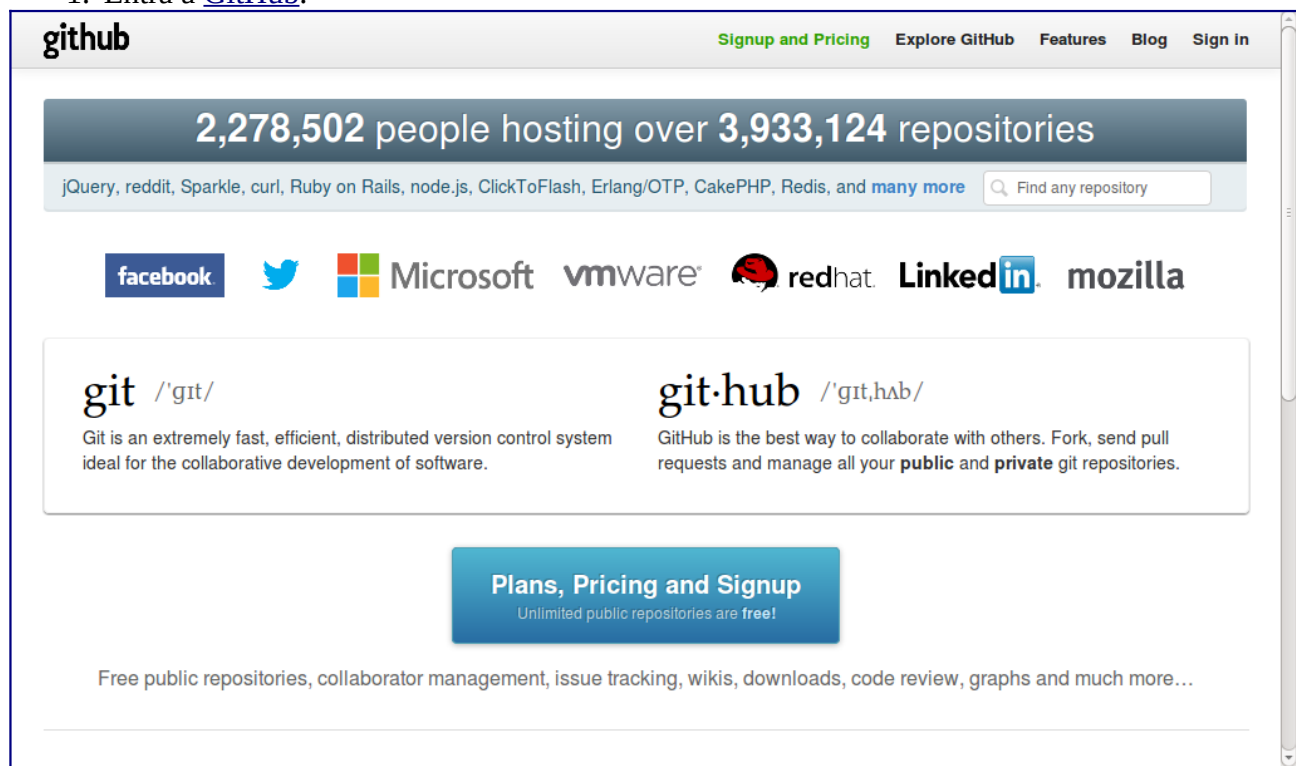 1. Entra a GitHub.
github
Signup and Pricing Explore GitHub Features Blog Sign in
2,278,502 people hosting over 3,933,124 repositories
jQuery, reddit, Sparkle, curl, Ruby on Rails, node.js, ClickToFlash, Erlang/OTP, CakePHP, Redis, and many more Find any repository
facebook. Microsoft vmware® redhat. Linked in. mozilla
git /'gɪt/
Git is an extremely fast, efficient, distributed version control system
ideal for the collaborative development of software.
git·hub /'gɪt,hʌb/
GitHub is the best way to collaborate with others. Fork, send pull
requests and manage all your public and private git repositories.
Plans, Pricing and Signup
Unlimited public repositories are free!
Free public repositories, collaborator management, issue tracking, wikis, downloads, code review, graphs and much more…